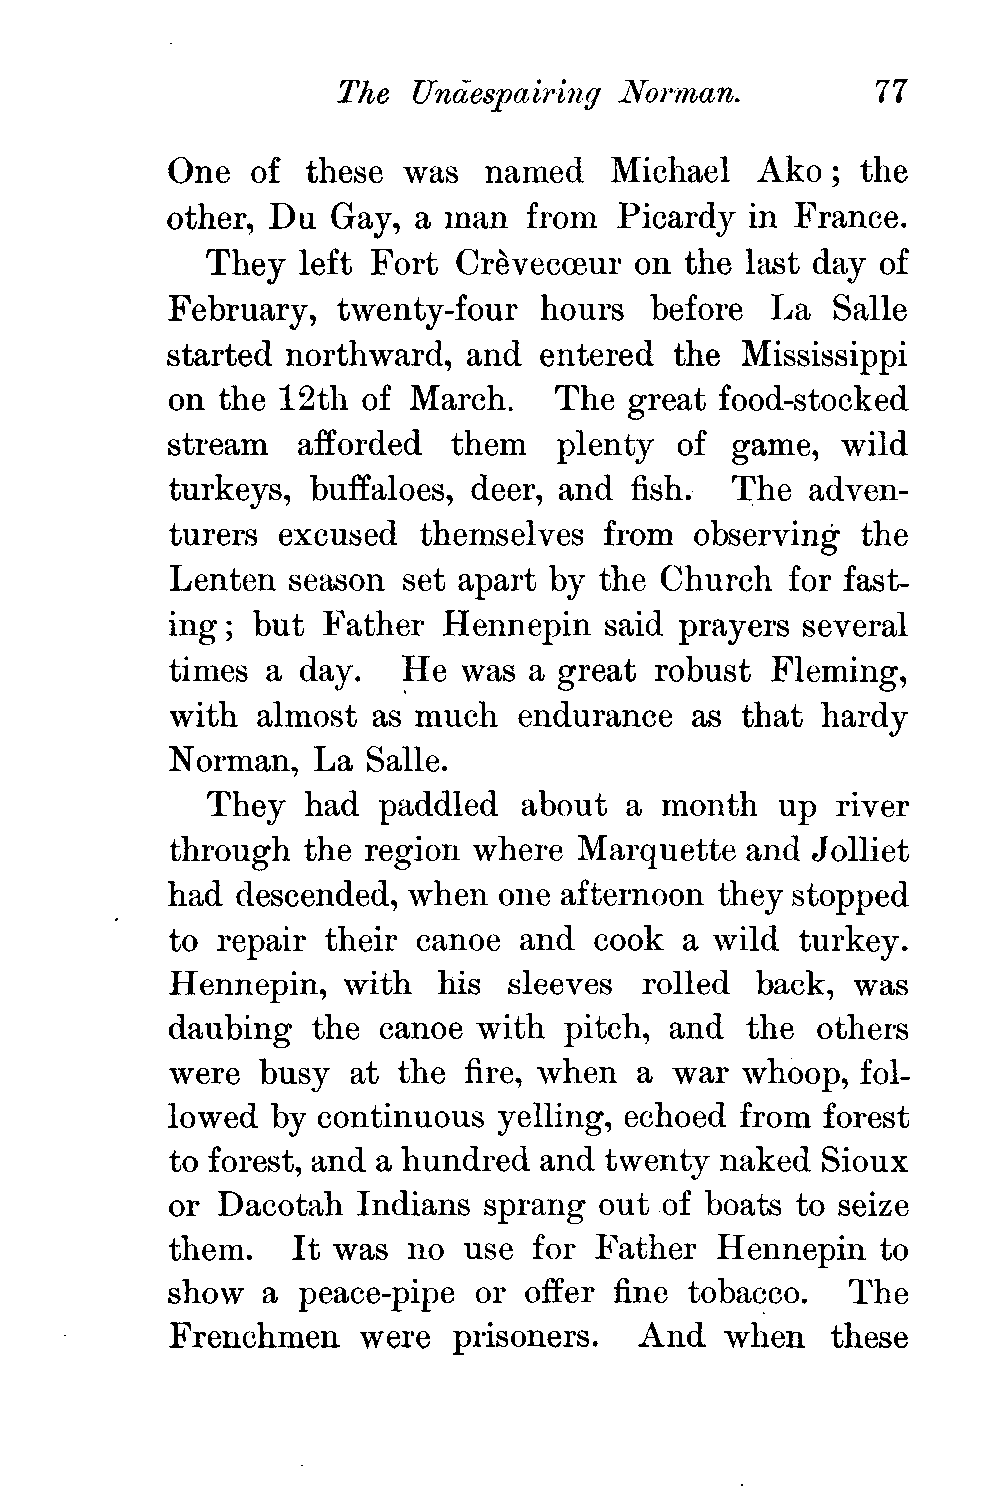 The Undespairing Norman. 77
One of these was named Michael Ako; the
other, Du Gay, a man from Picardy in France.
They left Fort Crèvecœur on the last day of
February, twenty-four hours before La Salle
started northward, and entered the Mississippi
on the 12th of March. The great food-stocked
stream afforded them plenty of game, wild
turkeys, buffaloes, deer, and fish. The adven-
turers excused themselves from observing the
Lenten season set apart by the Church for fast-
ing; but Father Hennepin said prayers several
times a day. He was a great robust Fleming,
with almost as much endurance as that hardy
Norman, La Salle.
They had paddled about a month up river
through the region where Marquette and Jolliet
had descended, when one afternoon they stopped
to repair their canoe and cook a wild turkey.
Hennepin, with his sleeves rolled back, was
daubing the canoe with pitch, and the others
were busy at the fire, when a war whoop, fol-
lowed by continuous yelling, echoed from forest
to forest, and a hundred and twenty naked Sioux
or Dacotah Indians sprang out of boats to seize
them. It was no use for Father Hennepin to
show a peace-pipe or offer fine tobacco. The
Frenchmen were prisoners. And when these